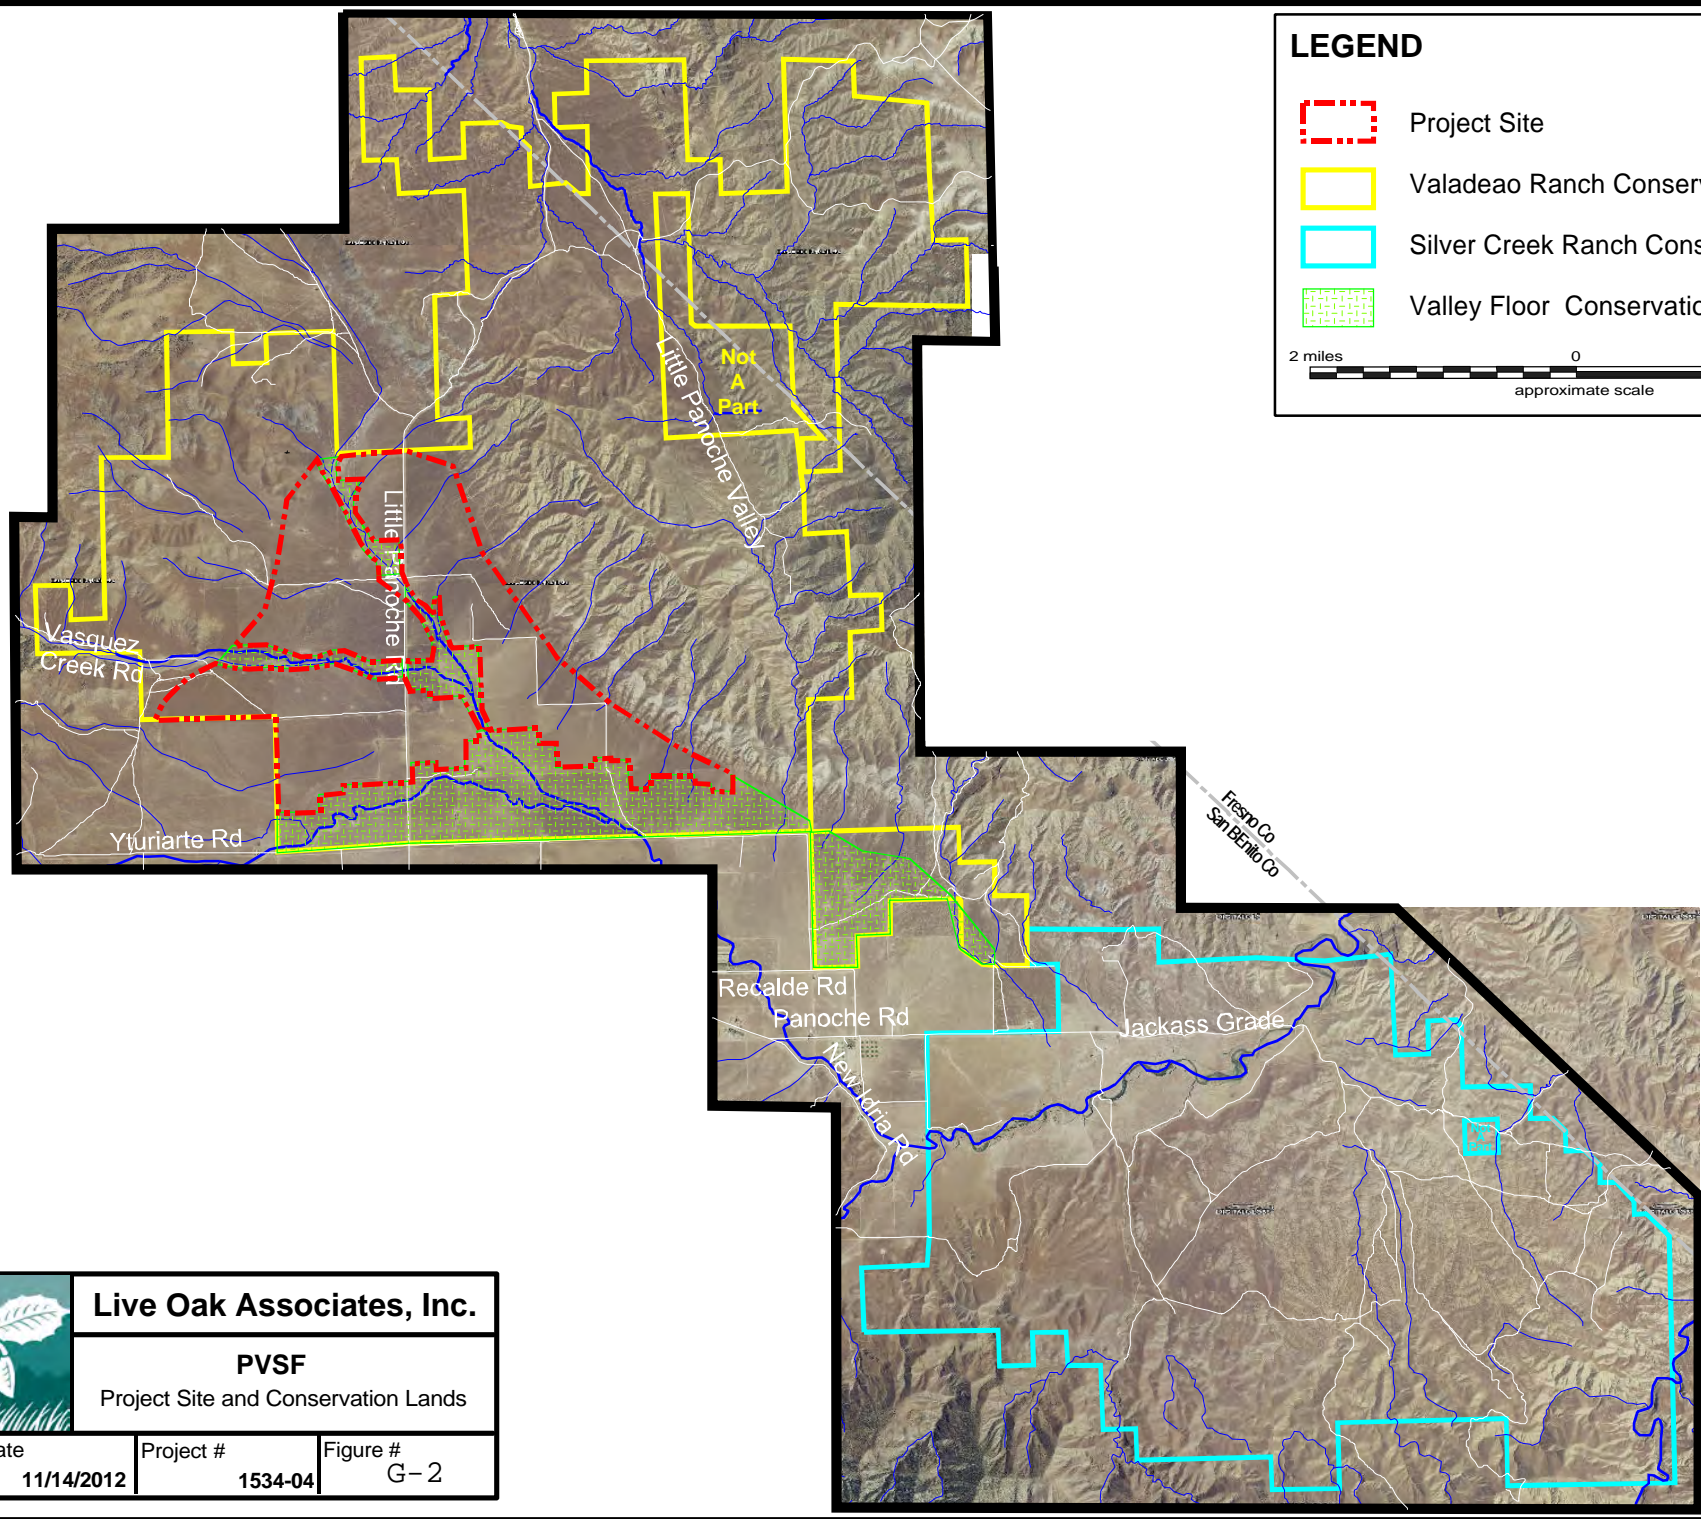 LEGEND
Project Site
Valadeao Ranch Conserv
Silver Creek Ranch Cons
Valley Floor Conservatio
2 miles
0
approximate scale
Not
A
Part
Little Panoche Valley
Little Panoche Rd
Vasquez
Creek Rd
Yturiarte Rd
Fresno Co
San BEnito Co
Recalde Rd
Panoche Rd
Jackass Grade
New Idria Rd
Live Oak Associates, Inc.
PVSF
Project Site and Conservation Lands
ate
11/14/2012
Project #
1534-04
Figure #
G-2